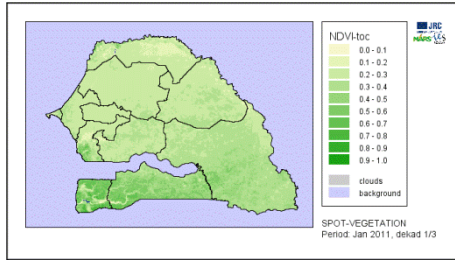 JRC
MARS
NDVI-toc
0.0 - 0.1
0.1 - 0.2
0.2 - 0.3
0.3 - 0.4
0.4 - 0.5
0.5 - 0.6
0.6 - 0.7
0.7 - 0.8
0.8 - 0.9
0.9 - 1.0
clouds
background
SPOT-VEGETATION
Period: Jan 2011, dekad 1/3